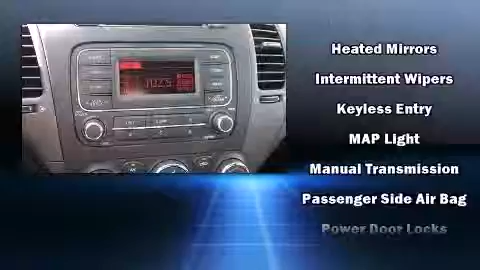 Heated Mirrors
Intermittent Wipers
Keyless Entry
MAP Light
Manual Transmission
Passenger Side Air Bag
Power Door Locks